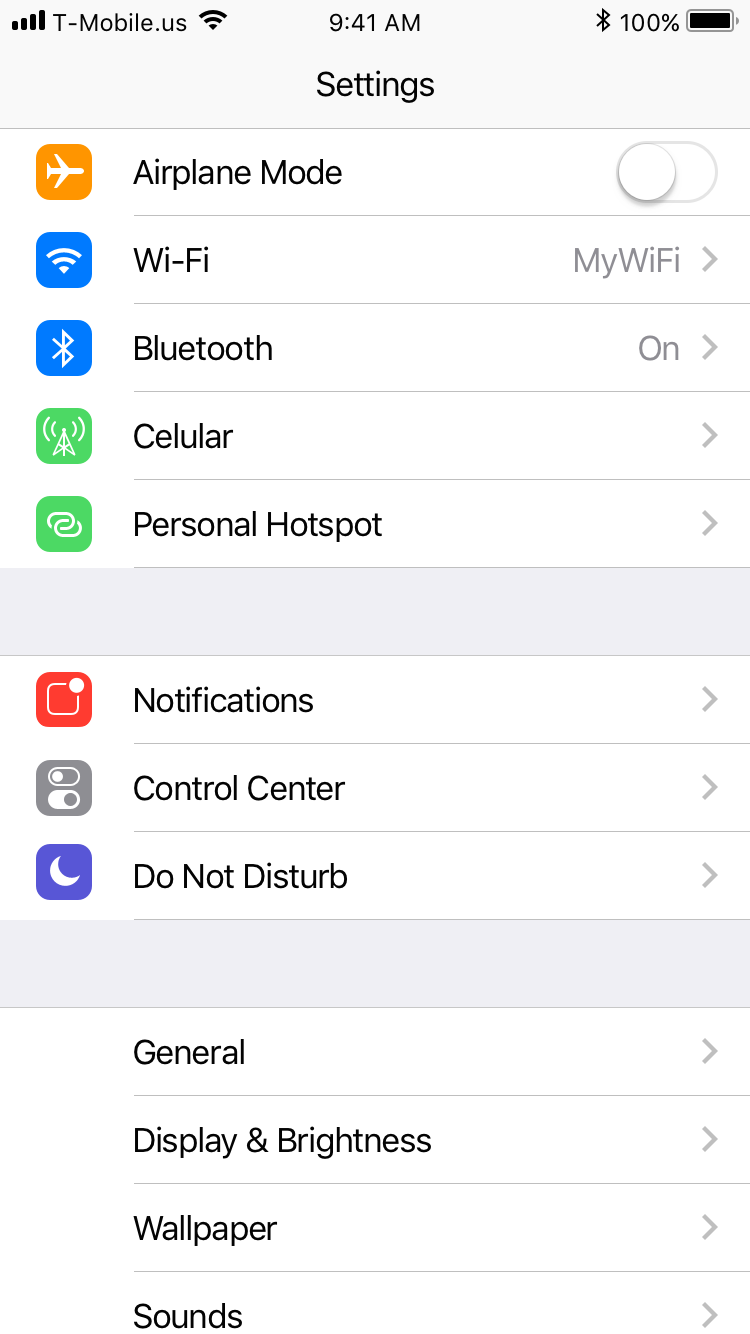 T-Mobile.us 9:41 AM 100%
Settings
Airplane Mode
Wi-Fi MyWiFi
Bluetooth On
Celular
Personal Hotspot
Notifications
Control Center
Do Not Disturb
General
Display & Brightness
Wallpaper
Sounds